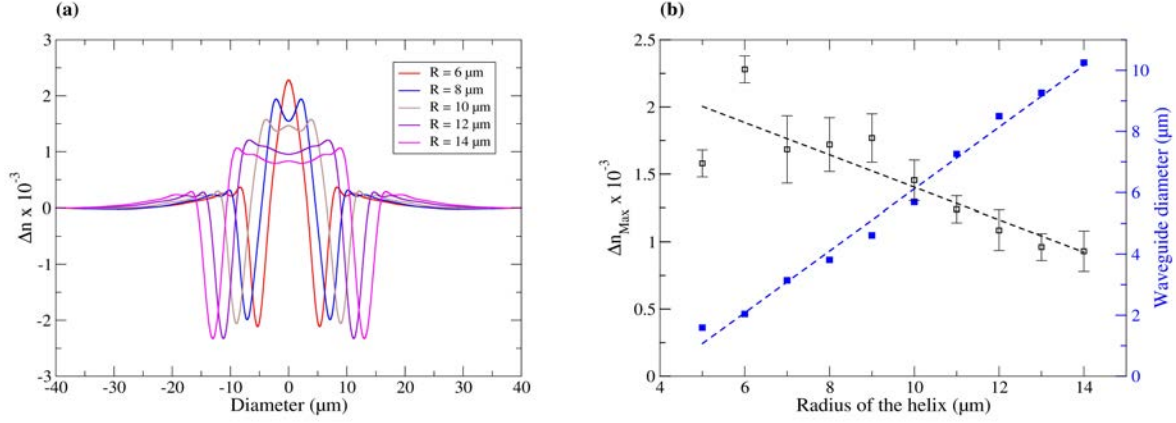 (a)
3
2
1
0
-1
-2
-3
Δn x 10⁻³
-40 -30 -20 -10 0 10 20 30 40
Diameter (μm)
R = 6 μm
R = 8 μm
R = 10 μm
R = 12 μm
R = 14 μm
(b)
2.5
2
1.5
1
0.5
0
Δn_Max x 10⁻³
4 6 8 10 12 14
Radius of the helix (μm)
10
8
6
4
2
0
Waveguide diameter (μm)